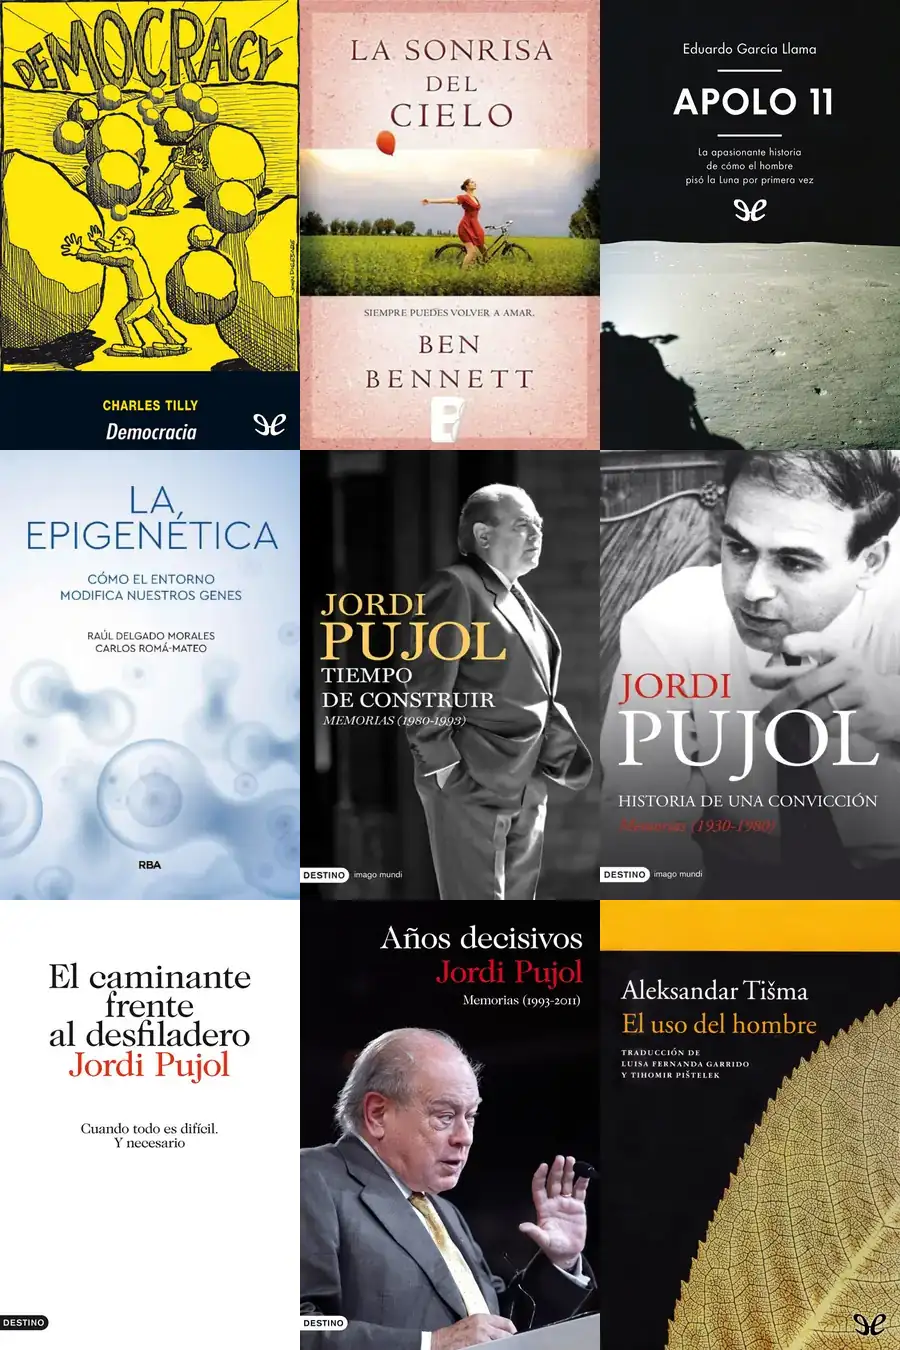 DEMOCRACY
CHARLES TILLY
Democracia
LA SONRISA
DEL
CIELO
SIEMPRE PUEDES VOLVER A AMAR.
BEN
BENNETT
Eduardo García Llama
APOLO 11
La apasionante historia
de cómo el hombre
pisó la Luna por primera vez
LA
EPIGENÉTICA
CÓMO EL ENTORNO
MODIFICA NUESTROS GENES
RAÚL DELGADO MORALES
CARLOS ROMÁ-MATEO
RBA
JORDI
PUJOL
TIEMPO
DE CONSTRUIR
MEMORIAS (1980-1993)
DESTINO imago mundi
JORDI
PUJOL
HISTORIA DE UNA CONVICCIÓN
Memorias (1930-1980)
DESTINO imago mundi
El caminante
frente
al desfiladero
Jordi Pujol
Cuando todo es difícil.
Y necesario
DESTINO
Años decisivos
Jordi Pujol
Memorias (1993-2011)
DESTINO
Aleksandar Tišma
El uso del hombre
TRADUCCIÓN DE
LUISA FERNANDA GARRIDO
Y TIHOMIR PIŠTELEK